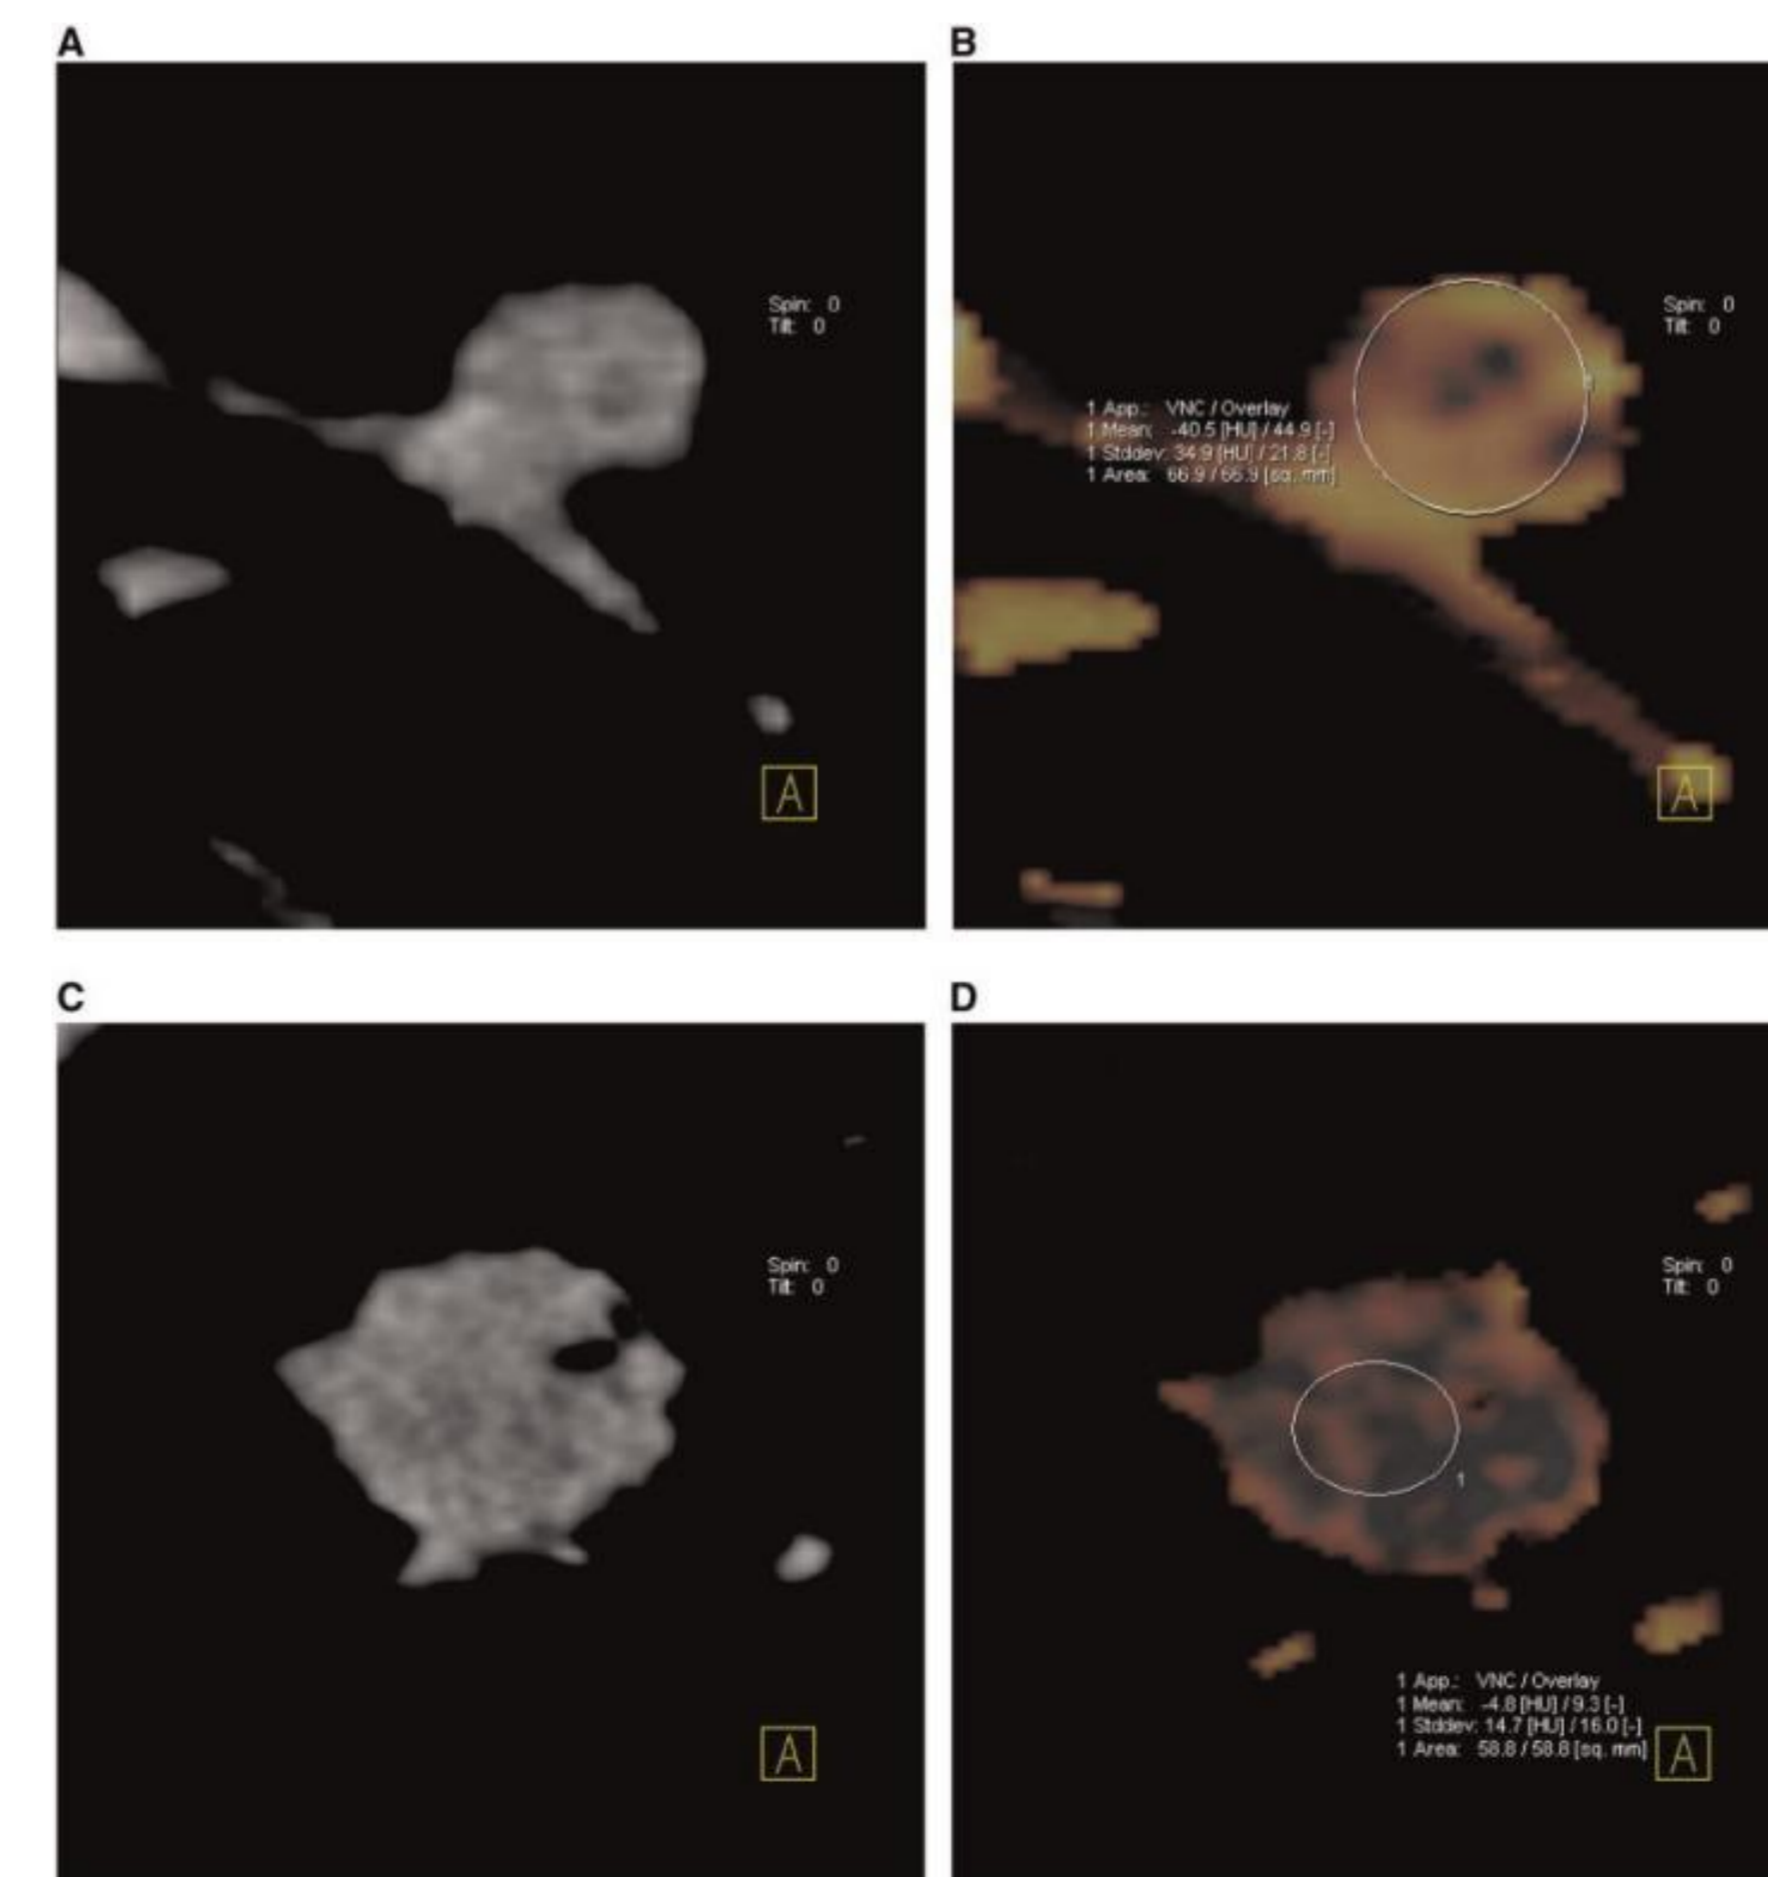 A
B
Spin: 0
Tilt: 0
Spin: 0
Tilt: 0
1 App.: VNC / Overlay
1 Mean: -40.5 [HU] / 44.9 [-]
1 Stddev: 34.9 [HU] / 21.8 [-]
1 Area: 66.9 / 66.9 [sq. mm]
A
A
C
D
Spin: 0
Tilt: 0
Spin: 0
Tilt: 0
1
1 App.: VNC / Overlay
1 Mean: -4.8 [HU] / 9.3 [-]
1 Stddev: 14.7 [HU] / 16.0 [-]
1 Area: 58.8 / 58.8 [sq. mm]
A
A